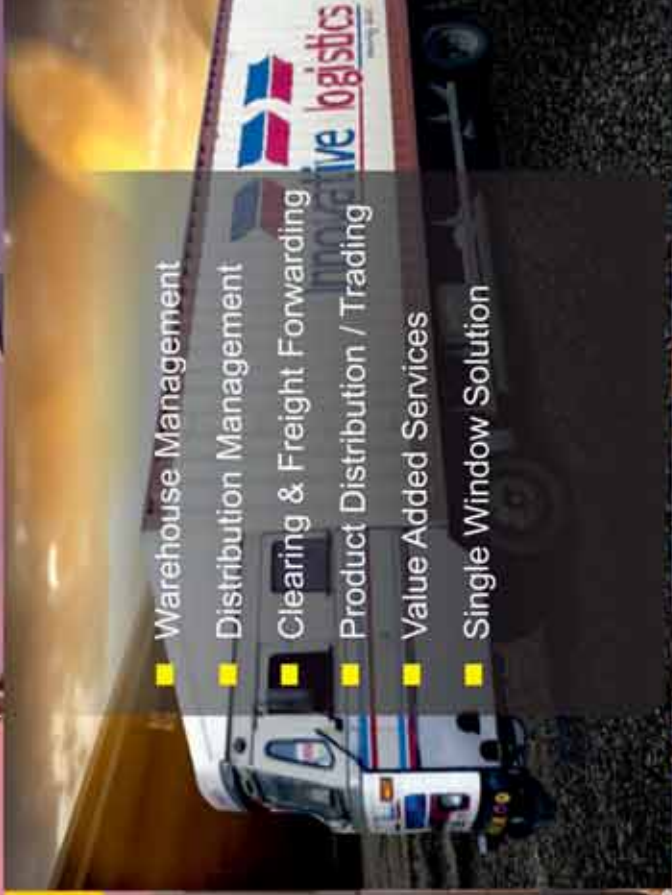 innovative logistics
Warehouse Management
Distribution Management
Clearing & Freight Forwarding
Product Distribution / Trading
Value Added Services
Single Window Solution